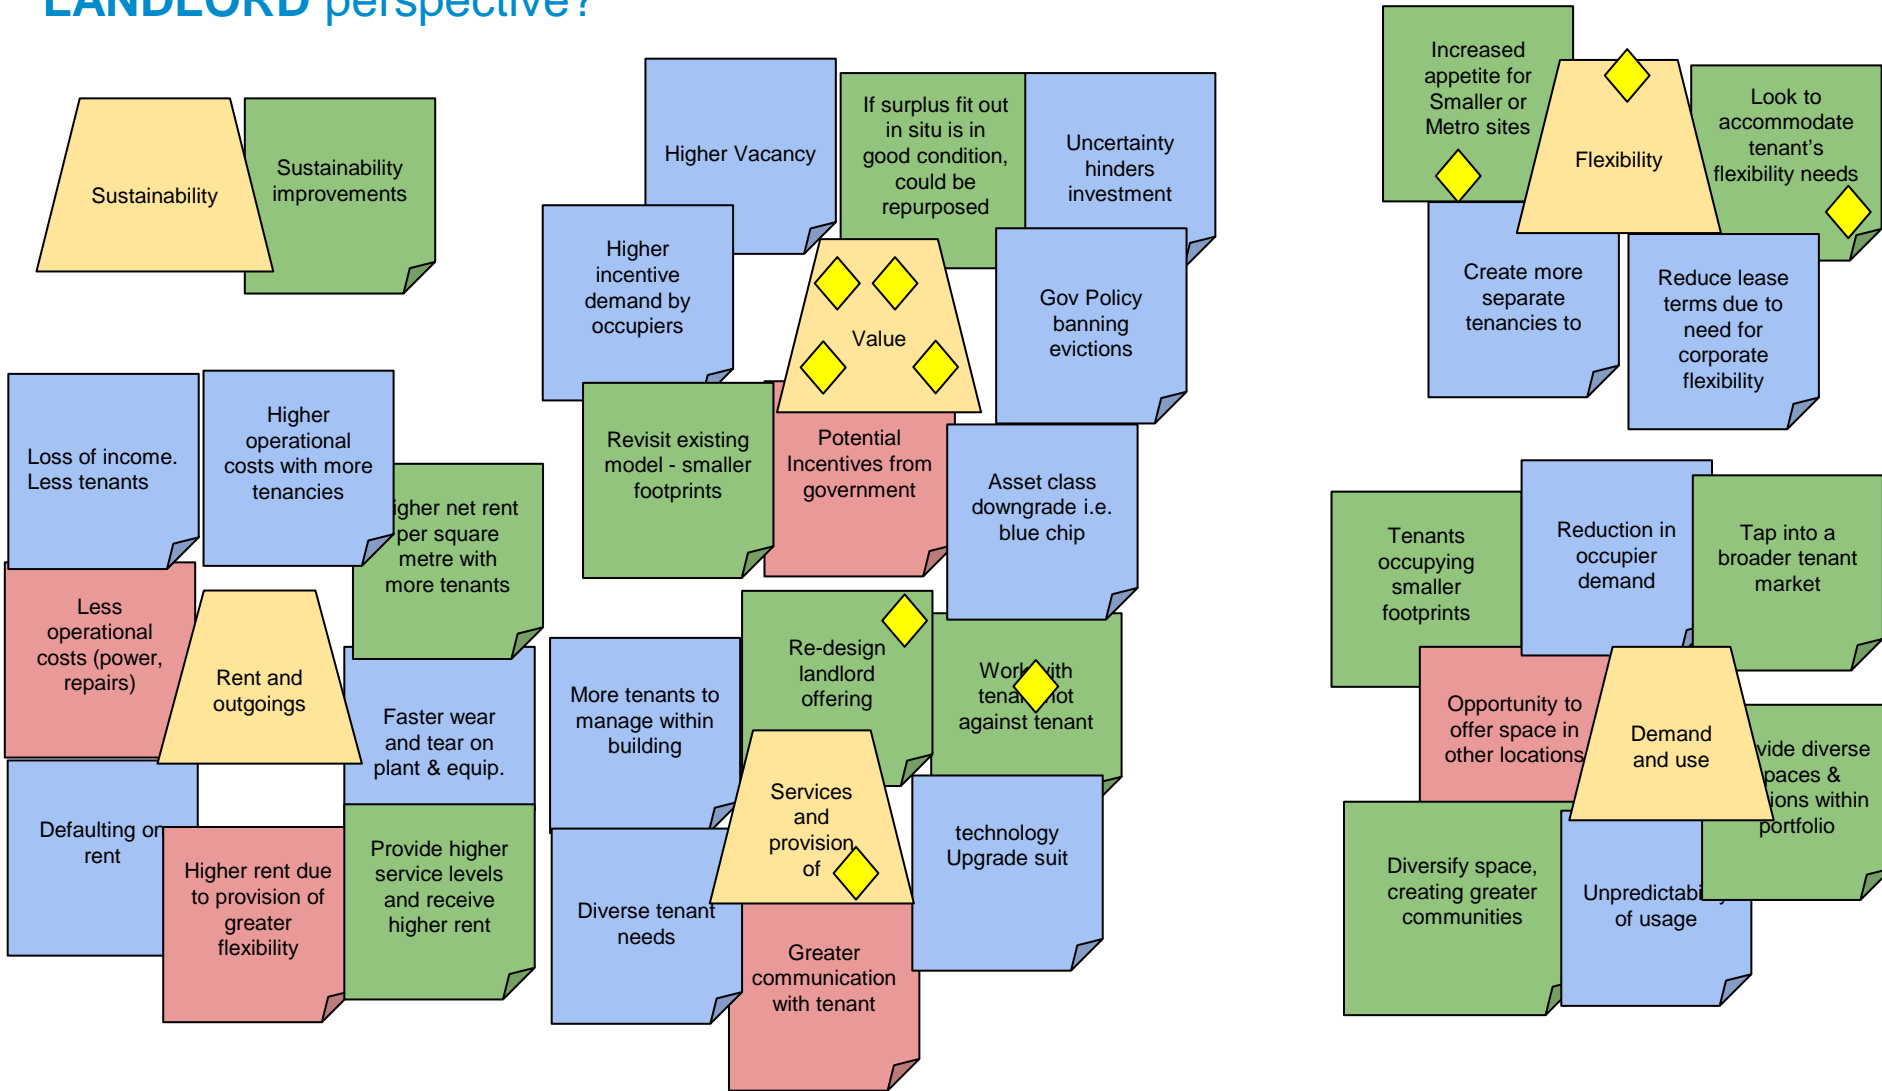 LANDLORD perspective?
Sustainability
Sustainability
improvements
Higher Vacancy
If surplus fit out
in situ is in
good condition,
could be
repurposed
Uncertainty
hinders
investment
Higher
incentive
demand by
occupiers
Value
Gov Policy
banning
evictions
Revisit existing
model - smaller
footprints
Potential
Incentives from
government
Asset class
downgrade i.e.
blue chip
Increased
appetite for
Smaller or
Metro sites
Flexibility
Look to
accommodate
tenant's
flexibility needs
Create more
separate
tenancies to
Reduce lease
terms due to
need for
corporate
flexibility
Loss of income.
Less tenants
Higher
operational
costs with more
tenancies
igher net rent
per square
metre with
more tenants
Less
operational
costs (power,
repairs)
Rent and
outgoings
Faster wear
and tear on
plant & equip.
Defaulting on
rent
Higher rent due
to provision of
greater
flexibility
Provide higher
service levels
and receive
higher rent
More tenants to
manage within
building
Re-design
landlord
offering
Work with
against tenant
Services
and
provision
of
technology
Upgrade suit
Diverse tenant
needs
Greater
communication
with tenant
Tenants
occupying
smaller
footprints
Reduction in
occupier
demand
Tap into a
broader tenant
market
Opportunity to
offer space in
other locations
Demand
and use
vide diverse
paces &
ions within
portfolio
Diversify space,
creating greater
communities
of usage